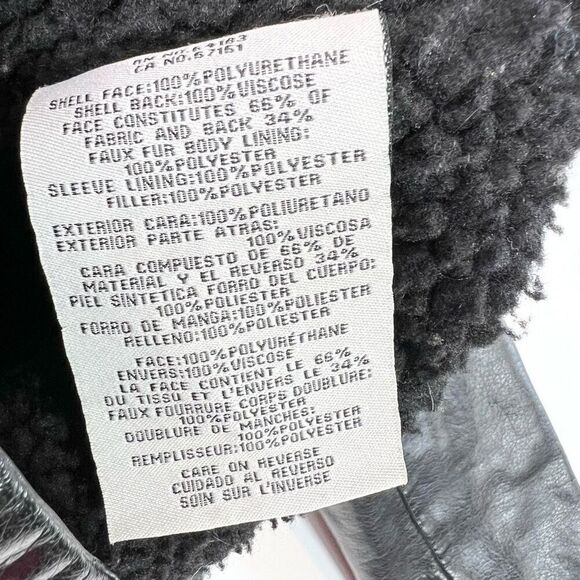 RN NO.64183
CA NO.57151
SHELL FACE:100%POLYURETHANE
SHELL BACK:100%VISCOSE
FACE CONSTITUTES 66% OF
FABRIC AND BACK 34%
FAUX FUR BODY LINING:
100%POLYESTER
SLEEVE LINING:100%POLYESTER
FILLER:100%POLYESTER
EXTERIOR CARA:100%POLIURETANO
EXTERIOR PARTE ATRAS:
100%VISCOSA
CARA COMPUESTO DE 66% DE
MATERIAL Y EL REVERSO 34%
PIEL SINTETICA FORRO DEL CUERPO:
100%POLIESTER
FORRO DE MANGA:100%POLIESTER
RELLENO:100%POLIESTER
FACE:100%POLYURÉTHANE
ENVERS:100%VISCOSE
LA FACE CONTIENT LE 66%
DU TISSU ET L'ENVERS LE 34%
FAUX FOURRURE CORPS DOUBLURE:
100%POLYESTER
DOUBLURE DE MANCHES:
100%POLYESTER
REMPLISSEUR:100%POLYESTER
CARE ON REVERSE
CUIDADO AL REVERSO
SOIN SUR L'INVERSE